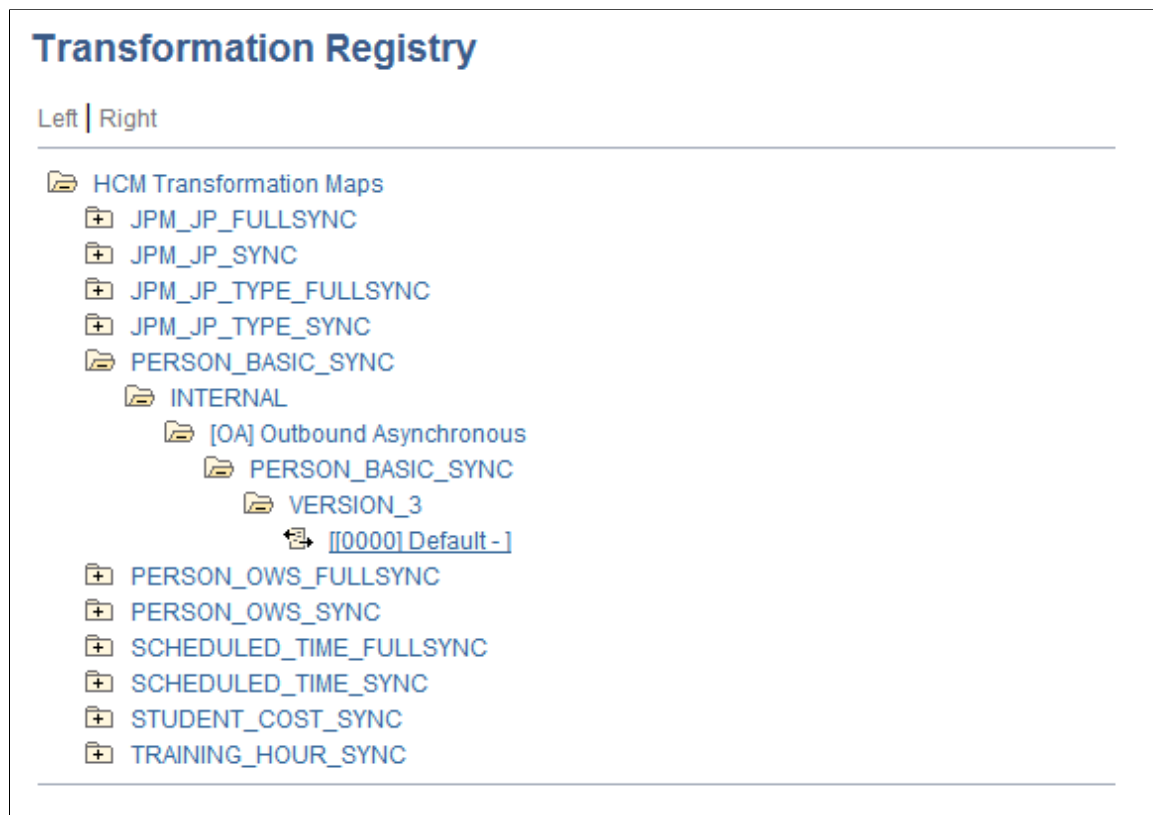 Transformation Registry
Left | Right
HCM Transformation Maps
JPM_JP_FULLSYNC
JPM_JP_SYNC
JPM_JP_TYPE_FULLSYNC
JPM_JP_TYPE_SYNC
PERSON_BASIC_SYNC
INTERNAL
[OA] Outbound Asynchronous
PERSON_BASIC_SYNC
VERSION_3
[[0000] Default - ]
PERSON_OWS_FULLSYNC
PERSON_OWS_SYNC
SCHEDULED_TIME_FULLSYNC
SCHEDULED_TIME_SYNC
STUDENT_COST_SYNC
TRAINING_HOUR_SYNC